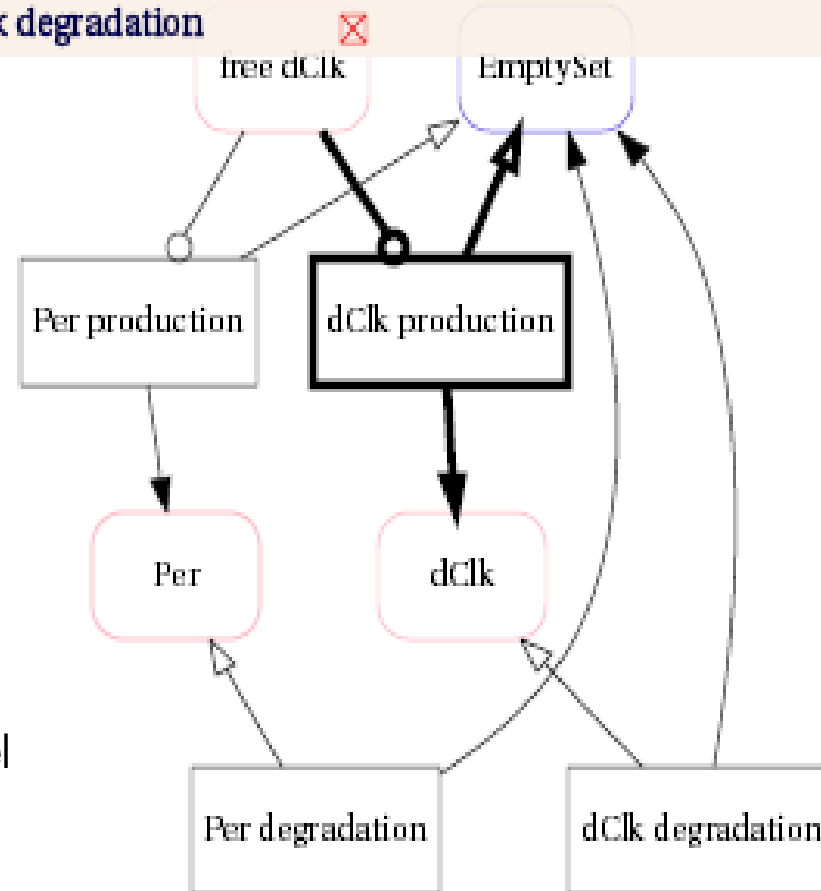 degradation
free dClk
EmptySet
Per production
dClk production
Per
dClk
Per degradation
dClk degradation